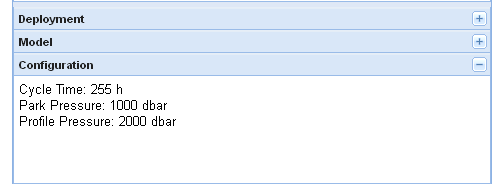 Deployment
Model
Configuration
Cycle Time: 255 h
Park Pressure: 1000 dbar
Profile Pressure: 2000 dbar